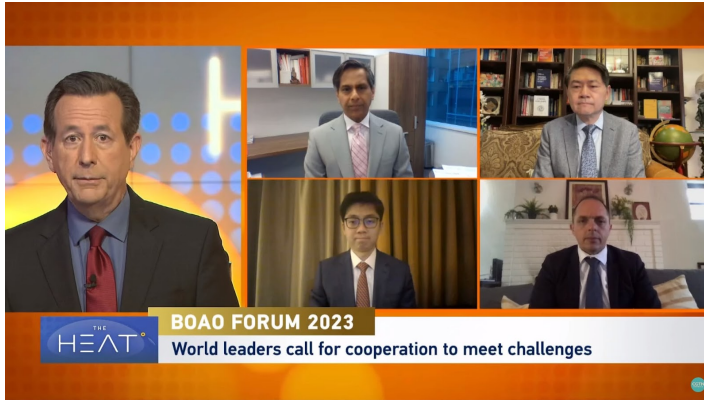 BOAO FORUM 2023
THE
HEAT
World leaders call for cooperation to meet challenges